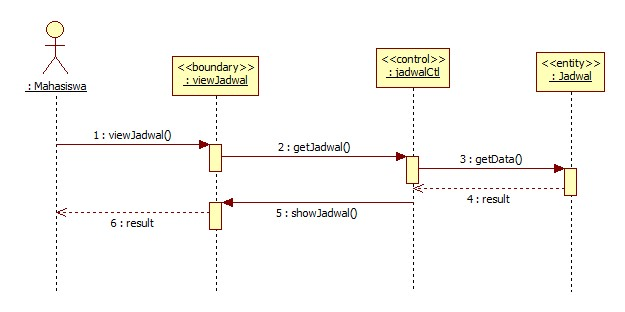 : Mahasiswa
<<boundary>>
: viewJadwal
<<control>>
: jadwalCtl
<<entity>>
: Jadwal
1 : viewJadwal()
2 : getJadwal()
3 : getData()
4 : result
5 : showJadwal()
6 : result